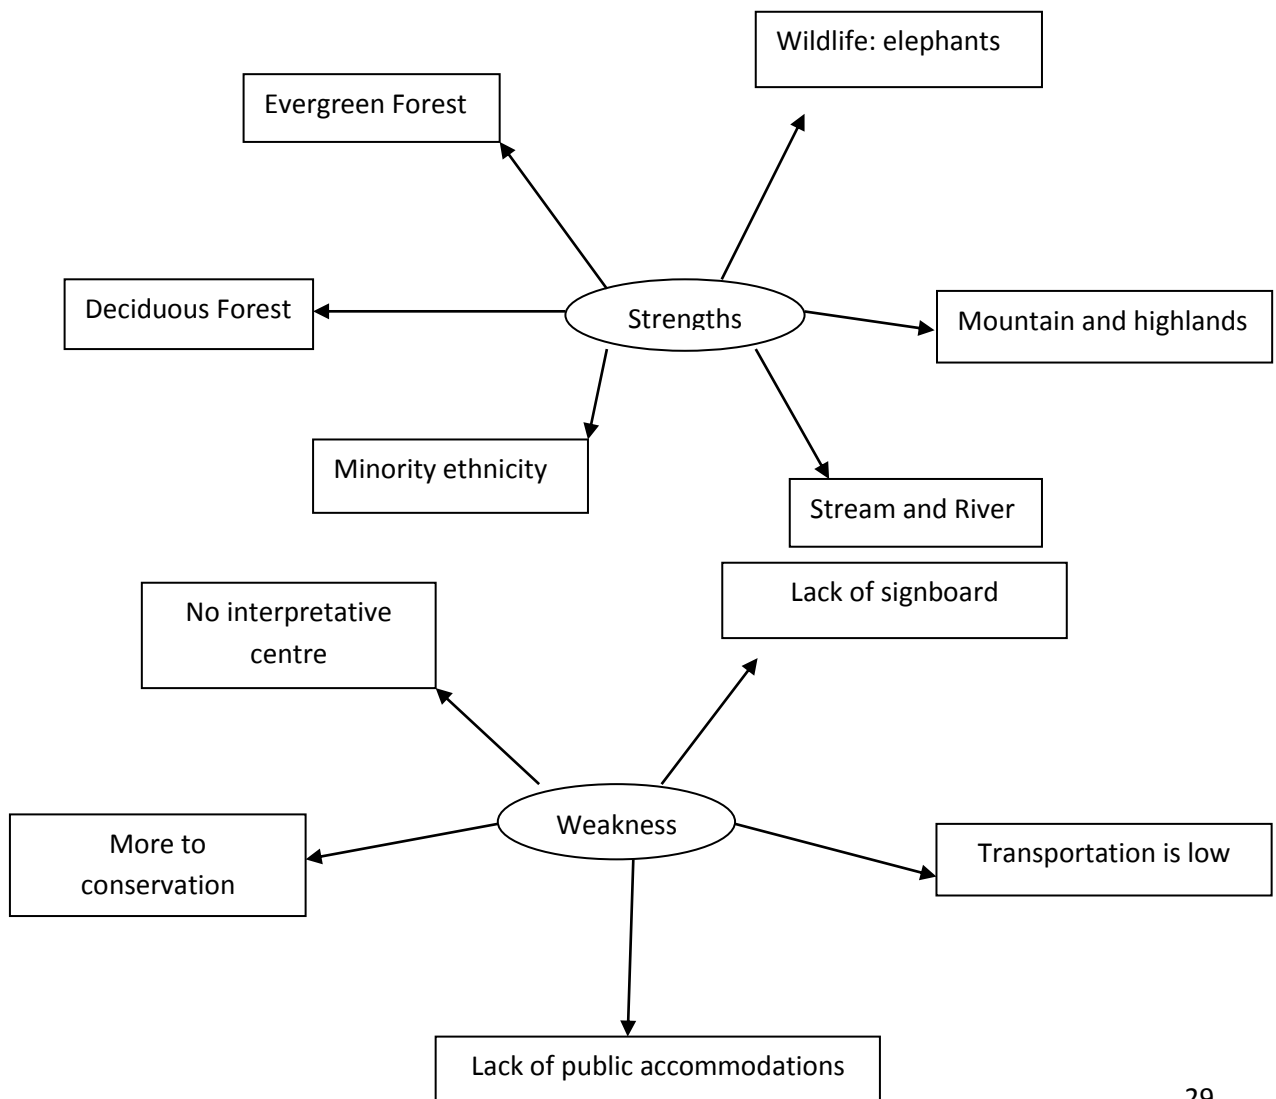 Wildlife: elephants
Evergreen Forest
Deciduous Forest
Strengths
Mountain and highlands
Minority ethnicity
Stream and River
Lack of signboard
No interpretative
centre
Weakness
More to
conservation
Transportation is low
Lack of public accommodations
29